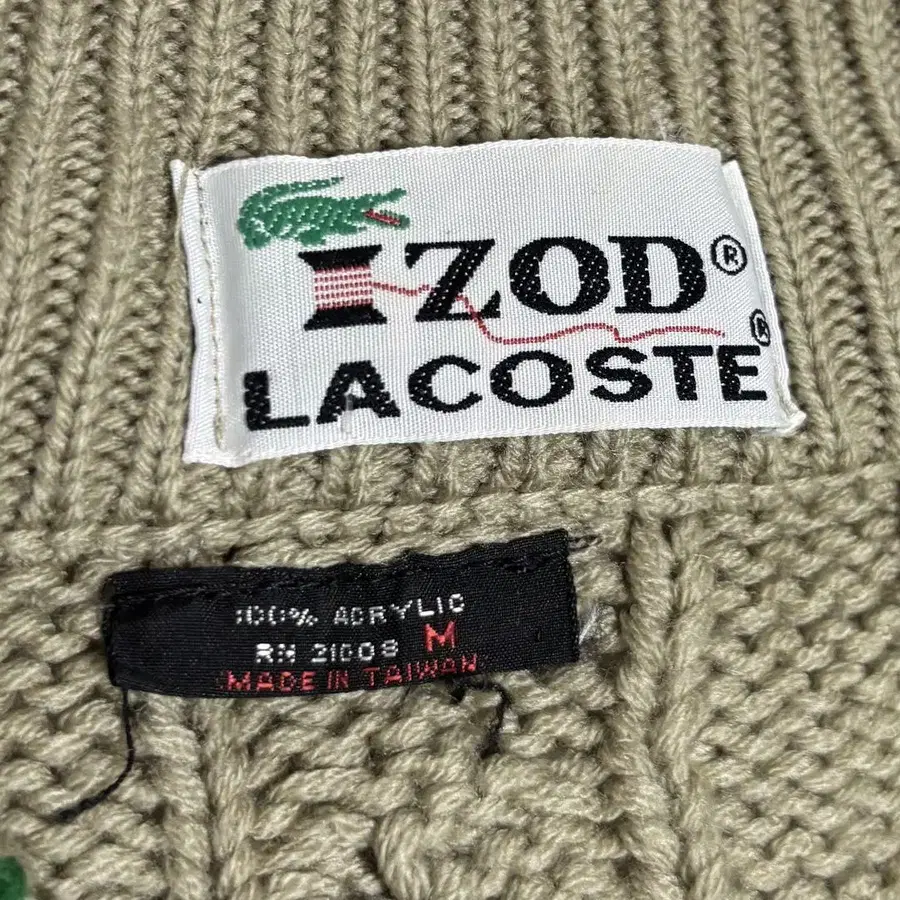 IZOD®
LACOSTE®
100% ACRYLIC
RN 21008 M
MADE IN TAIWAN